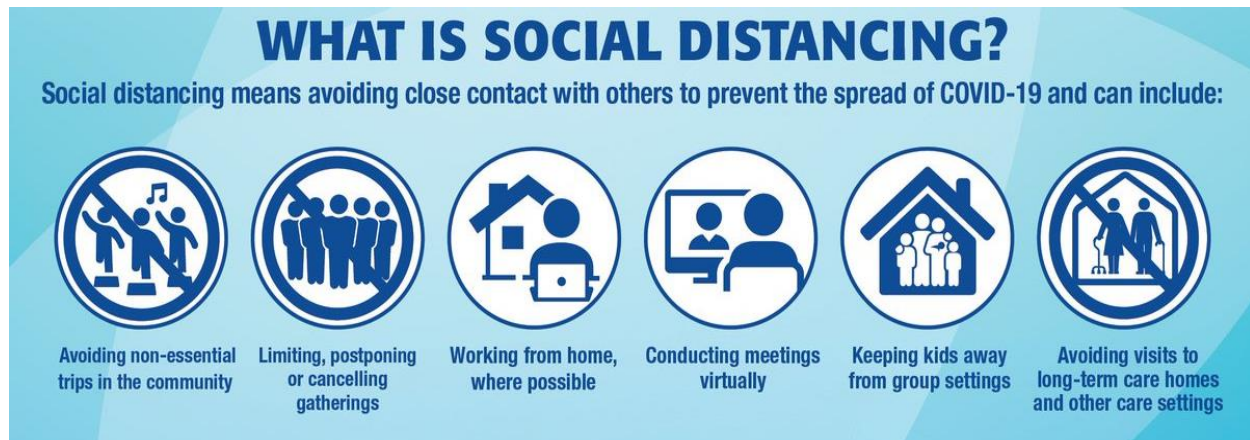 WHAT IS SOCIAL DISTANCING?
Social distancing means avoiding close contact with others to prevent the spread of COVID-19 and can include:
Avoiding non-essential
trips in the community
Limiting, postponing
or cancelling
gatherings
Working from home,
where possible
Conducting meetings
virtually
Keeping kids away
from group settings
Avoiding visits to
long-term care homes
and other care settings